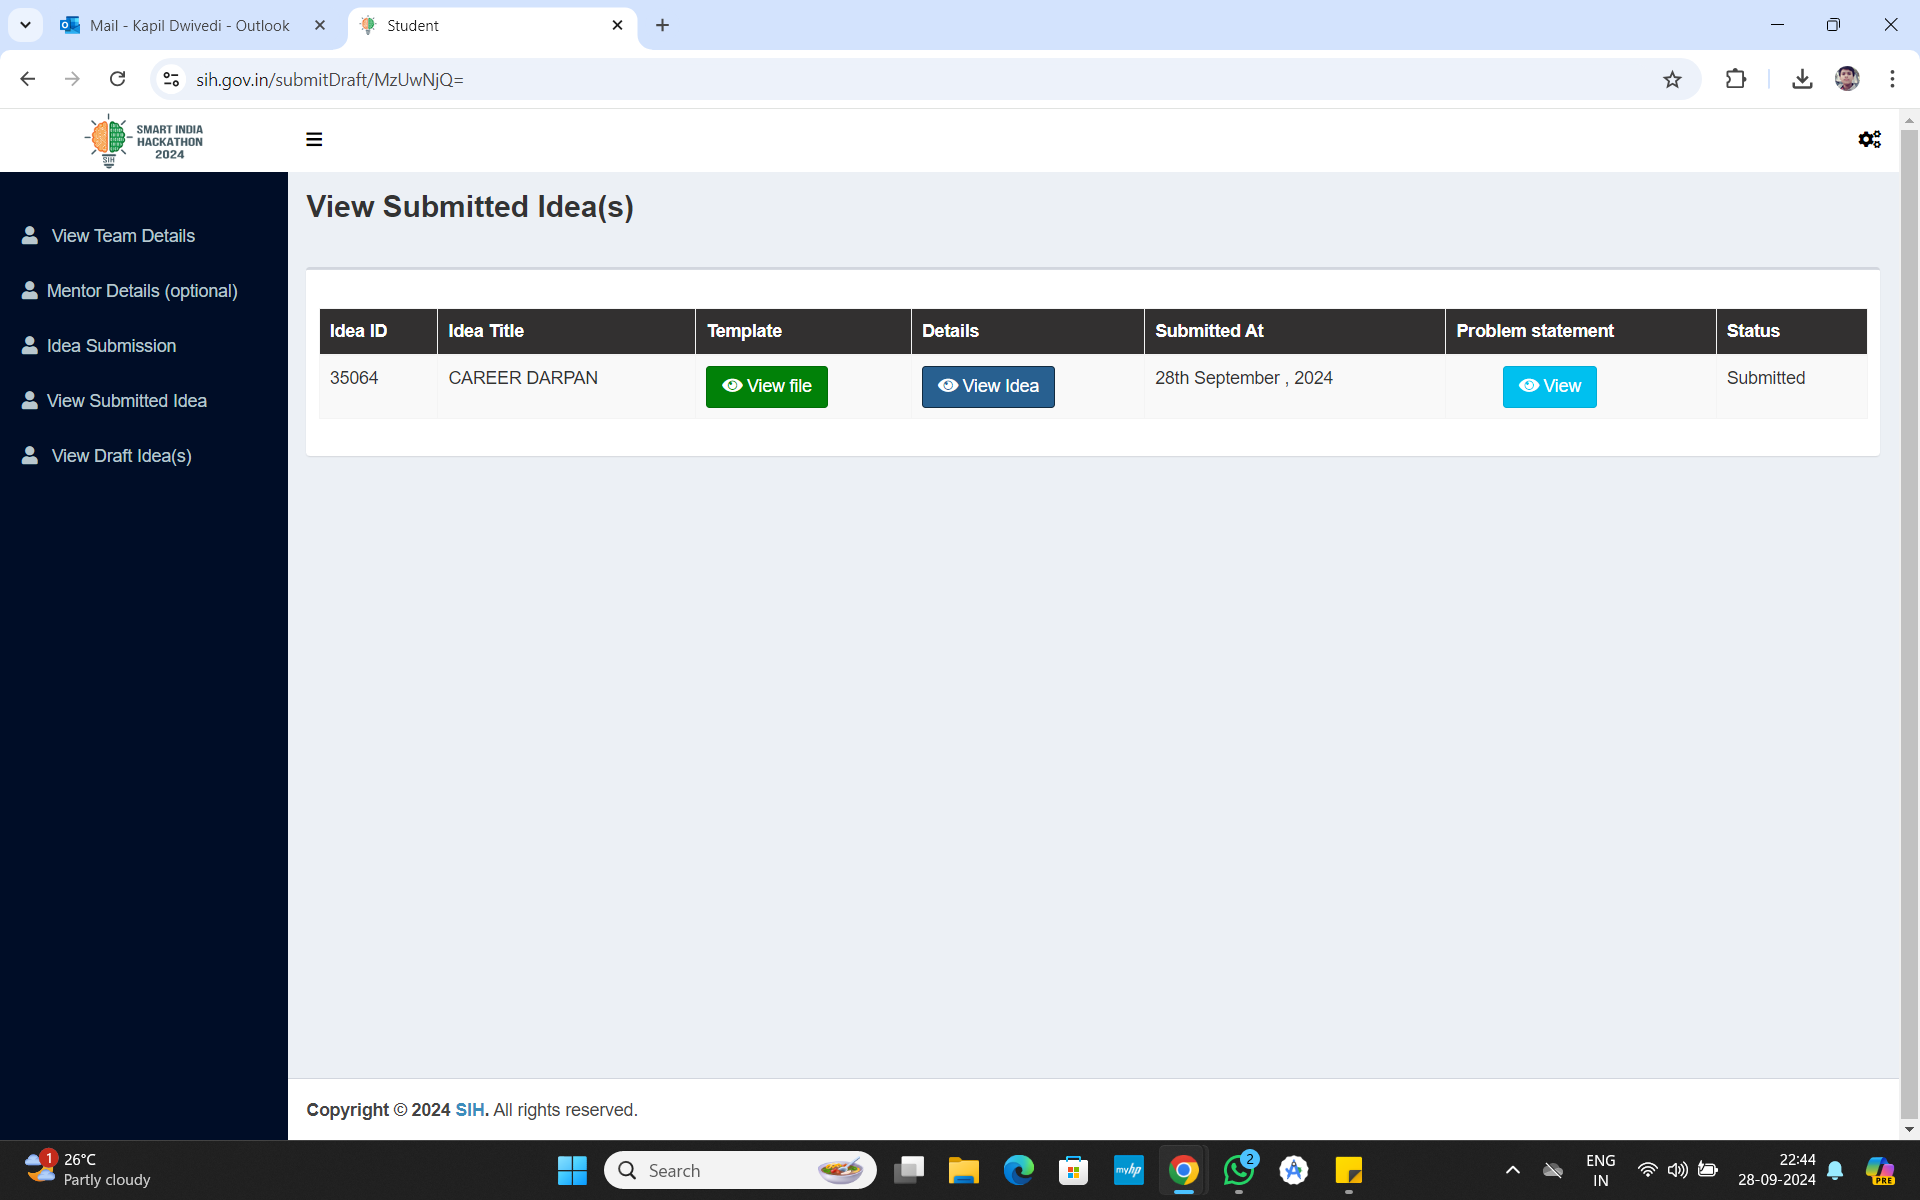 Mail - Kapil Dwivedi - Outlook
Student
sih.gov.in/submitDraft/MzUwNjQ=
SMART INDIA
HACKATHON
2024
SIH
View Team Details
Mentor Details (optional)
Idea Submission
View Submitted Idea
View Draft Idea(s)
View Submitted Idea(s)
Idea ID Idea Title Template Details Submitted At Problem statement Status
35064 CAREER DARPAN View file View Idea 28th September , 2024 View Submitted
Copyright © 2024 SIH. All rights reserved.
1
26°C
Partly cloudy
Search
myhp
2
ENG
IN
22:44
28-09-2024
PRE